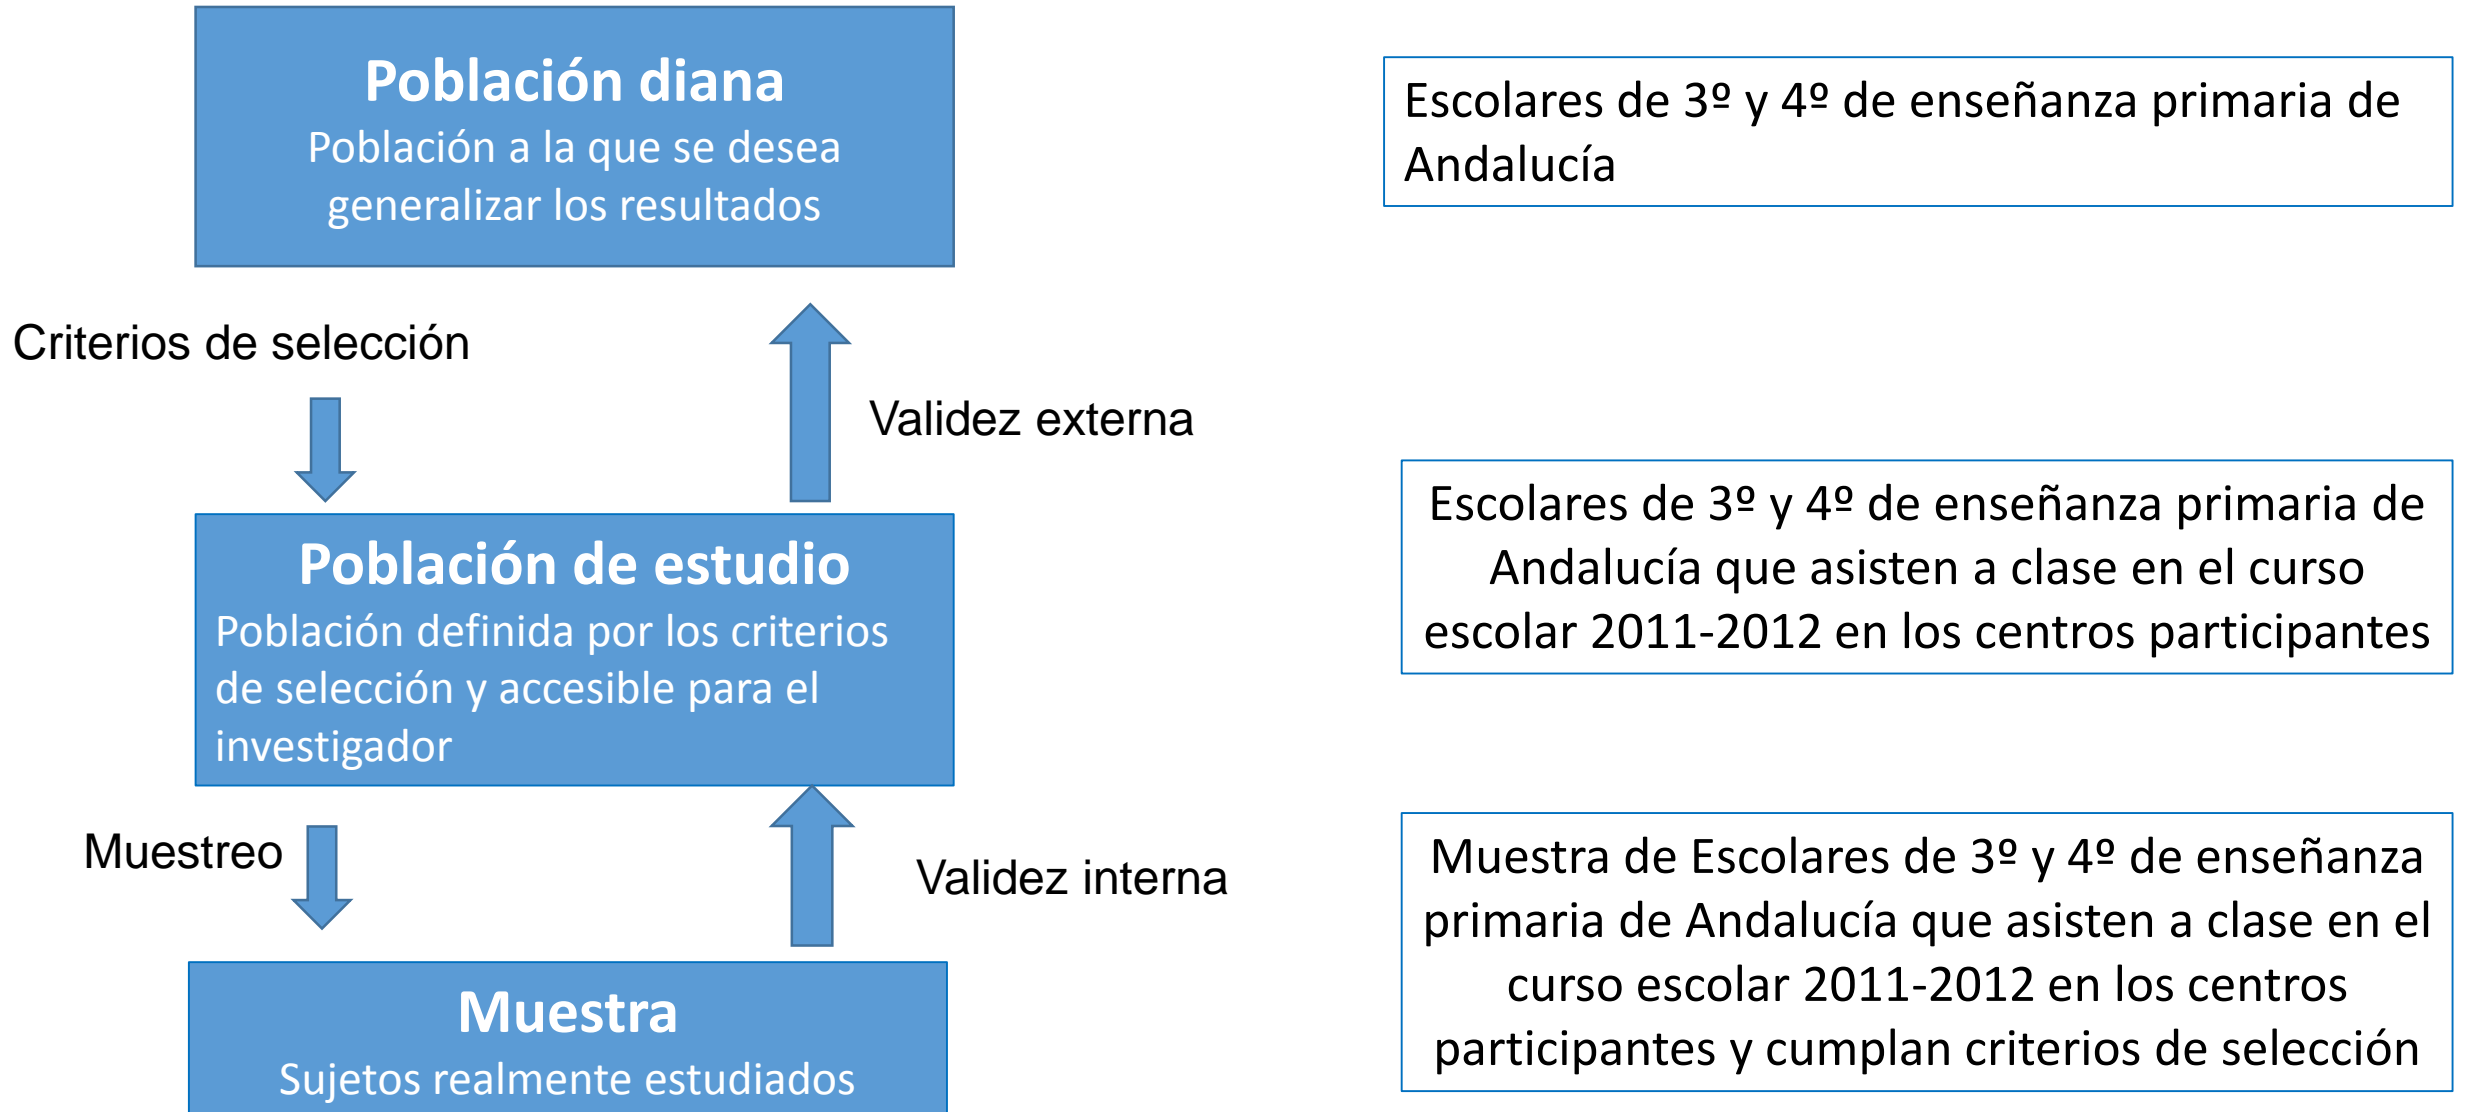 Población diana
Población a la que se desea
generalizar los resultados
Escolares de 3º y 4º de enseñanza primaria de
Andalucía
Criterios de selección
Validez externa
Población de estudio
Población definida por los criterios
de selección y accesible para el
investigador
Escolares de 3º y 4º de enseñanza primaria de
Andalucía que asisten a clase en el curso
escolar 2011-2012 en los centros participantes
Muestreo
Validez interna
Muestra
Sujetos realmente estudiados
Muestra de Escolares de 3º y 4º de enseñanza
primaria de Andalucía que asisten a clase en el
curso escolar 2011-2012 en los centros
participantes y cumplan criterios de selección